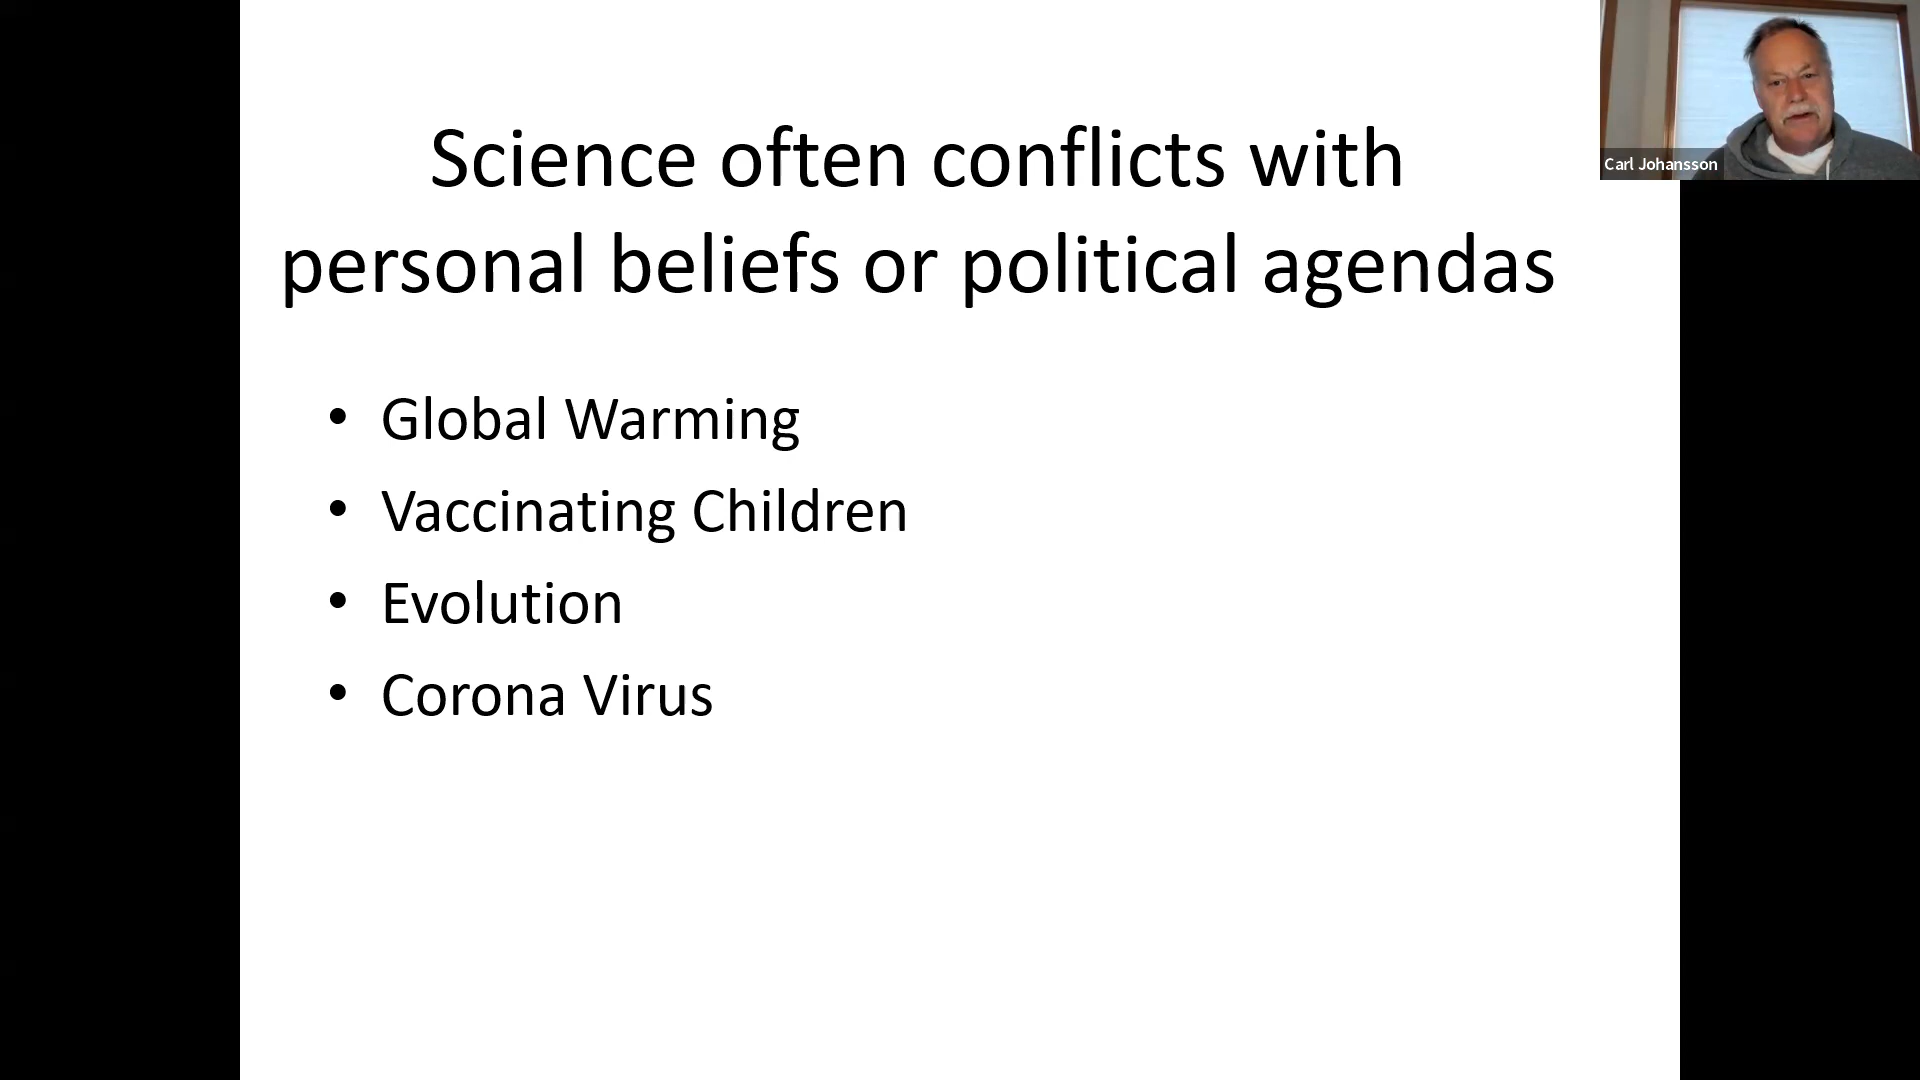 Science often conflicts with
personal beliefs or political agendas
• Global Warming
• Vaccinating Children
• Evolution
• Corona Virus
Carl Johansson